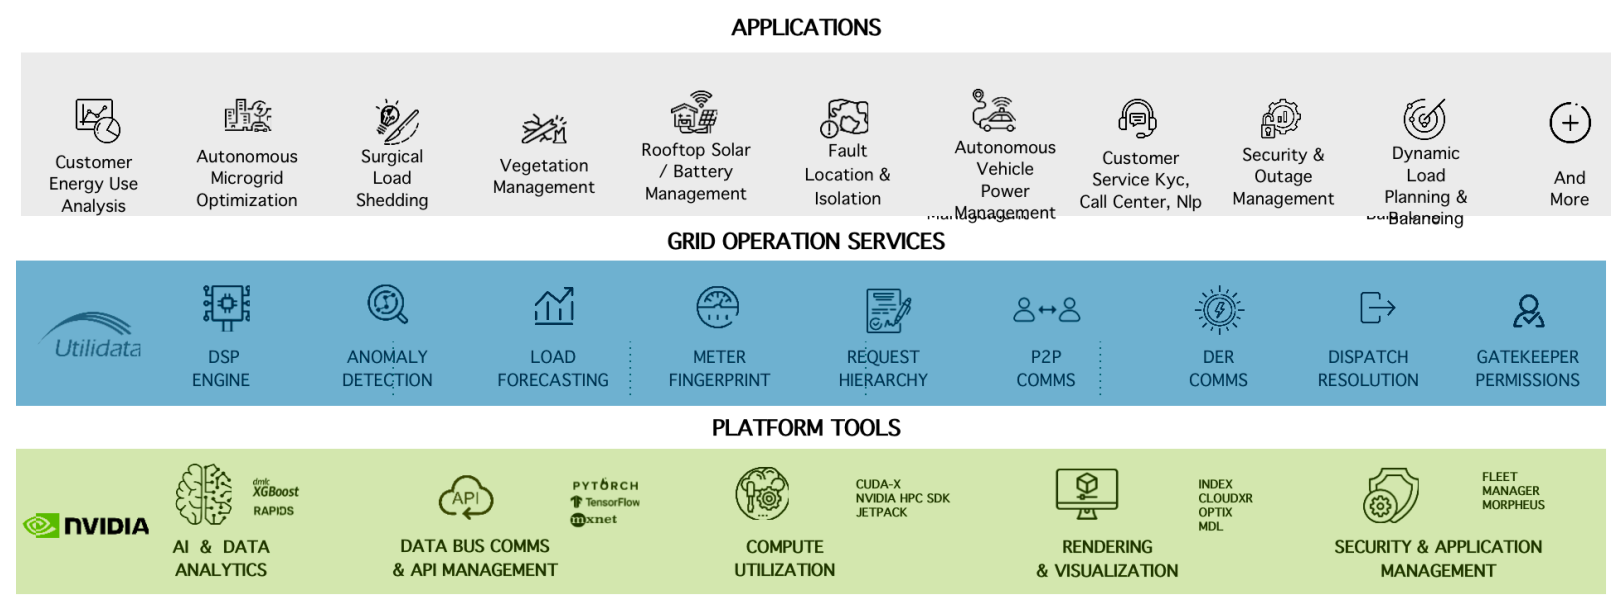 APPLICATIONS
Customer
Energy Use
Analysis
Autonomous
Microgrid
Optimization
Surgical
Load
Shedding
Vegetation
Management
Rooftop Solar
/ Battery
Management
Fault
Location &
Isolation
Autonomous
Vehicle
Power
Management
Customer
Service Kyc,
Call Center, Nlp
Security &
Outage
Management
Dynamic
Load
Planning &
Balancing
And
More
GRID OPERATION SERVICES
Utilidata
DSP
ENGINE
ANOMALY
DETECTION
LOAD
FORECASTING
METER
FINGERPRINT
REQUEST
HIERARCHY
P2P
COMMS
DER
COMMS
DISPATCH
RESOLUTION
GATEKEEPER
PERMISSIONS
PLATFORM TOOLS
NVIDIA
dmlc
XGBoost
RAPIDS
AI & DATA
ANALYTICS
API
PYTORCH
TensorFlow
mxnet
DATA BUS COMMS
& API MANAGEMENT
CUDA-X
NVIDIA HPC SDK
JETPACK
COMPUTE
UTILIZATION
INDEX
CLOUDXR
OPTIX
MDL
RENDERING
& VISUALIZATION
FLEET
MANAGER
MORPHEUS
SECURITY & APPLICATION
MANAGEMENT